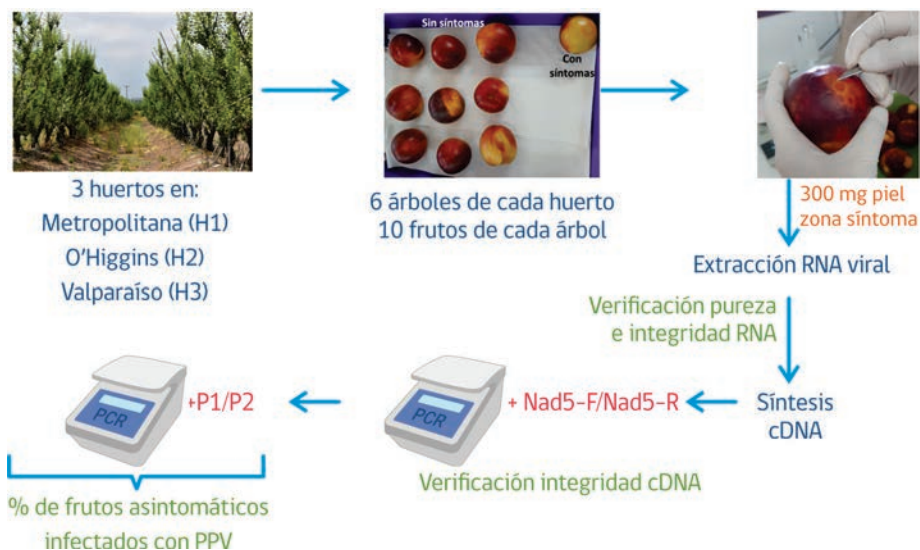 Sin síntomas
Con
síntomas
3 huertos en:
Metropolitana (H1)
O'Higgins (H2)
Valparaíso (H3)
6 árboles de cada huerto
10 frutos de cada árbol
300 mg piel
zona síntoma
Extracción RNA viral
Verificación pureza
e integridad RNA
Síntesis
cDNA
+ Nad5-F/Nad5-R
PCR
Verificación integridad cDNA
+P1/P2
PCR
% de frutos asintomáticos
infectados con PPV